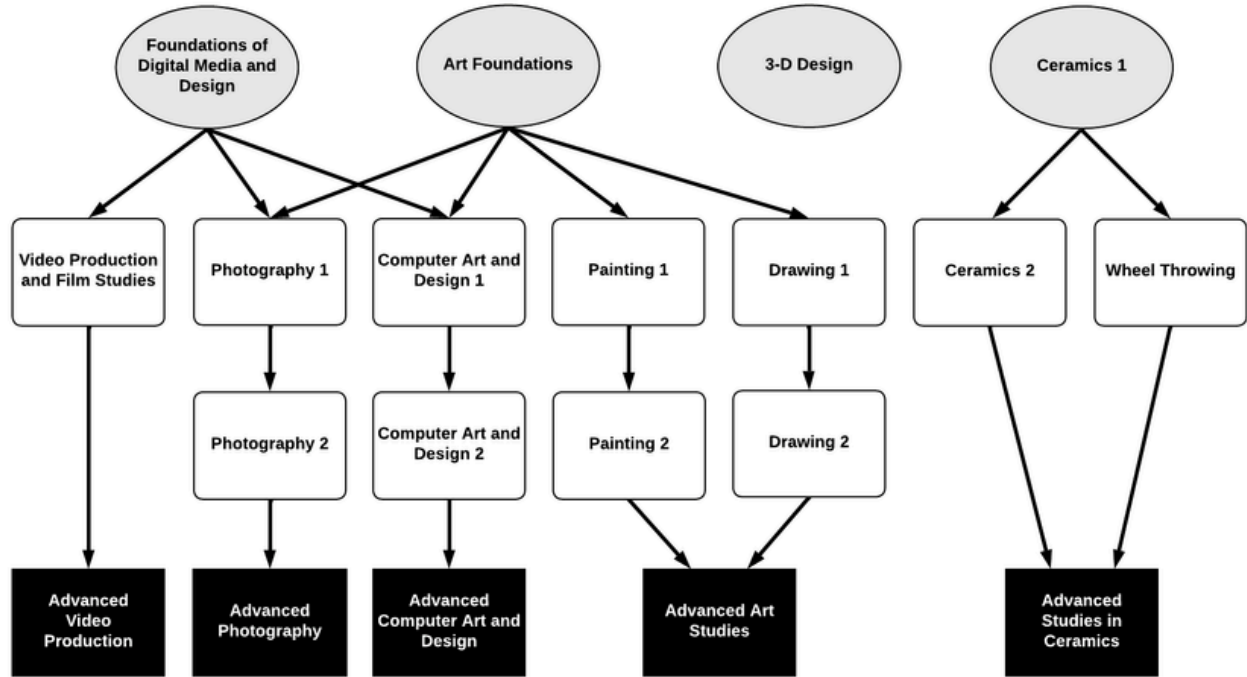 Foundations of
Digital Media and
Design
Art Foundations
3-D Design
Ceramics 1
Video Production
and Film Studies
Photography 1
Computer Art and
Design 1
Painting 1
Drawing 1
Ceramics 2
Wheel Throwing
Photography 2
Computer Art and
Design 2
Painting 2
Drawing 2
Advanced
Video
Production
Advanced
Photography
Advanced
Computer Art and
Design
Advanced Art
Studies
Advanced
Studies in
Ceramics